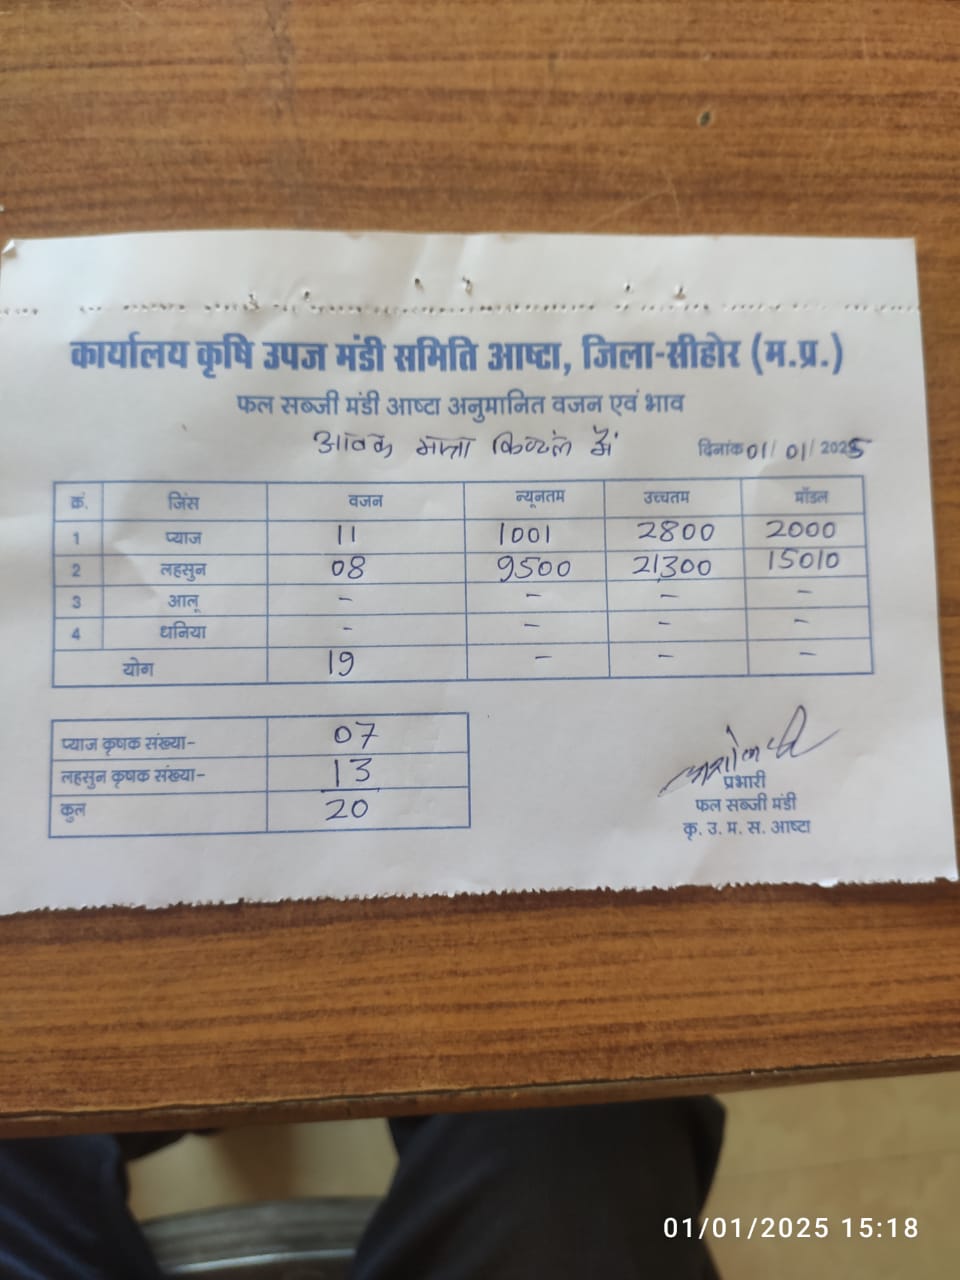 कार्यालय कृषि उपज मंडी समिति आष्टा, जिला-सीहोर (म.प्र.)
फल सब्जी मंडी आष्टा अनुमानित वजन एवं भाव
आवक मात्रा क्विंटल में दिनांक 01/ 01/ 2025
क्रं. जिंस वजन न्यूनतम उच्चतम मॉडल
1 प्याज 11 1001 2800 2000
2 लहसुन 08 9500 21300 15010
3 आलू - - - -
4 धनिया - - - -
योग 19 - - -
प्याज कृषक संख्या- 07
लहसुन कृषक संख्या- 13
कुल 20
प्रभारी
फल सब्जी मंडी
कृ. उ. म. स. आष्टा
01/01/2025 15:18